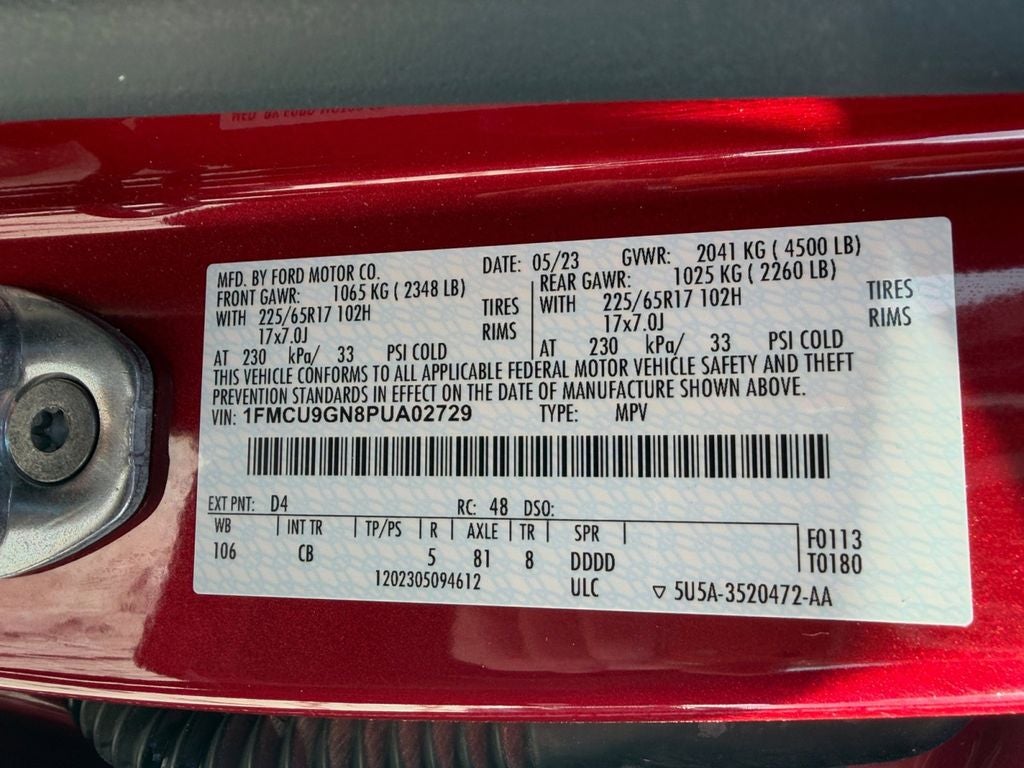 MFD. BY FORD MOTOR CO. DATE: 05/23 GVWR: 2041 KG ( 4500 LB)
FRONT GAWR: 1065 KG ( 2348 LB) REAR GAWR: 1025 KG ( 2260 LB)
WITH 225/65R17 102H TIRES WITH 225/65R17 102H TIRES
17x7.0J RIMS 17x7.0J RIMS
AT 230 kPa/ 33 PSI COLD AT 230 kPa/ 33 PSI COLD
THIS VEHICLE CONFORMS TO ALL APPLICABLE FEDERAL MOTOR VEHICLE SAFETY AND THEFT
PREVENTION STANDARDS IN EFFECT ON THE DATE OF MANUFACTURE SHOWN ABOVE.
VIN: 1FMCU9GN8PUA02729 TYPE: MPV
EXT PNT: D4 RC: 48 DSO:
WB INT TR TP/PS R AXLE TR SPR
106 CB 5 81 8 DDDD
F0113
T0180
1202305094612 ULC ▽ 5U5A-3520472-AA